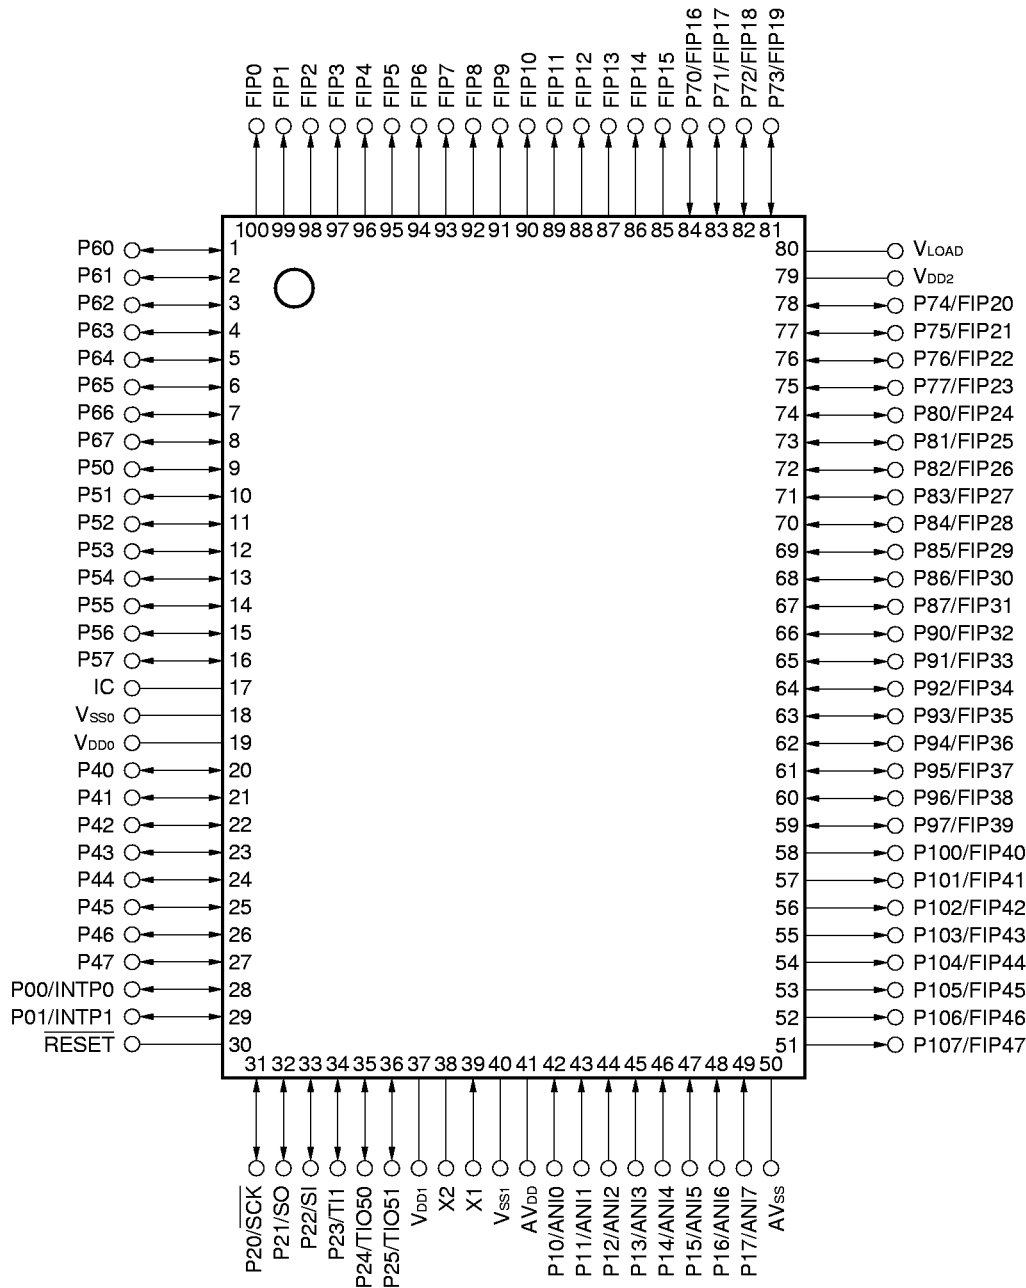 FIP0
FIP1
FIP2
FIP3
FIP4
FIP5
FIP6
FIP7
FIP8
FIP9
FIP10
FIP11
FIP12
FIP13
FIP14
FIP15
P70/FIP16
P71/FIP17
P72/FIP18
P73/FIP19
100 99 98 97 96 95 94 93 92 91 90 89 88 87 86 85 84 83 82 81
P60 1 80 VLOAD
P61 2 79 VDD2
P62 3 78 P74/FIP20
P63 4 77 P75/FIP21
P64 5 76 P76/FIP22
P65 6 75 P77/FIP23
P66 7 74 P80/FIP24
P67 8 73 P81/FIP25
P50 9 72 P82/FIP26
P51 10 71 P83/FIP27
P52 11 70 P84/FIP28
P53 12 69 P85/FIP29
P54 13 68 P86/FIP30
P55 14 67 P87/FIP31
P56 15 66 P90/FIP32
P57 16 65 P91/FIP33
IC 17 64 P92/FIP34
VSS0 18 63 P93/FIP35
VDD0 19 62 P94/FIP36
P40 20 61 P95/FIP37
P41 21 60 P96/FIP38
P42 22 59 P97/FIP39
P43 23 58 P100/FIP40
P44 24 57 P101/FIP41
P45 25 56 P102/FIP42
P46 26 55 P103/FIP43
P47 27 54 P104/FIP44
P00/INTP0 28 53 P105/FIP45
P01/INTP1 29 52 P106/FIP46
RESET 30 51 P107/FIP47
31 32 33 34 35 36 37 38 39 40 41 42 43 44 45 46 47 48 49 50
P20/SCK
P21/SO
P22/SI
P23/TI1
P24/TIO50
P25/TIO51
VDD1
X2
X1
VSS1
AVDD
P10/ANI0
P11/ANI1
P12/ANI2
P13/ANI3
P14/ANI4
P15/ANI5
P16/ANI6
P17/ANI7
AVSS